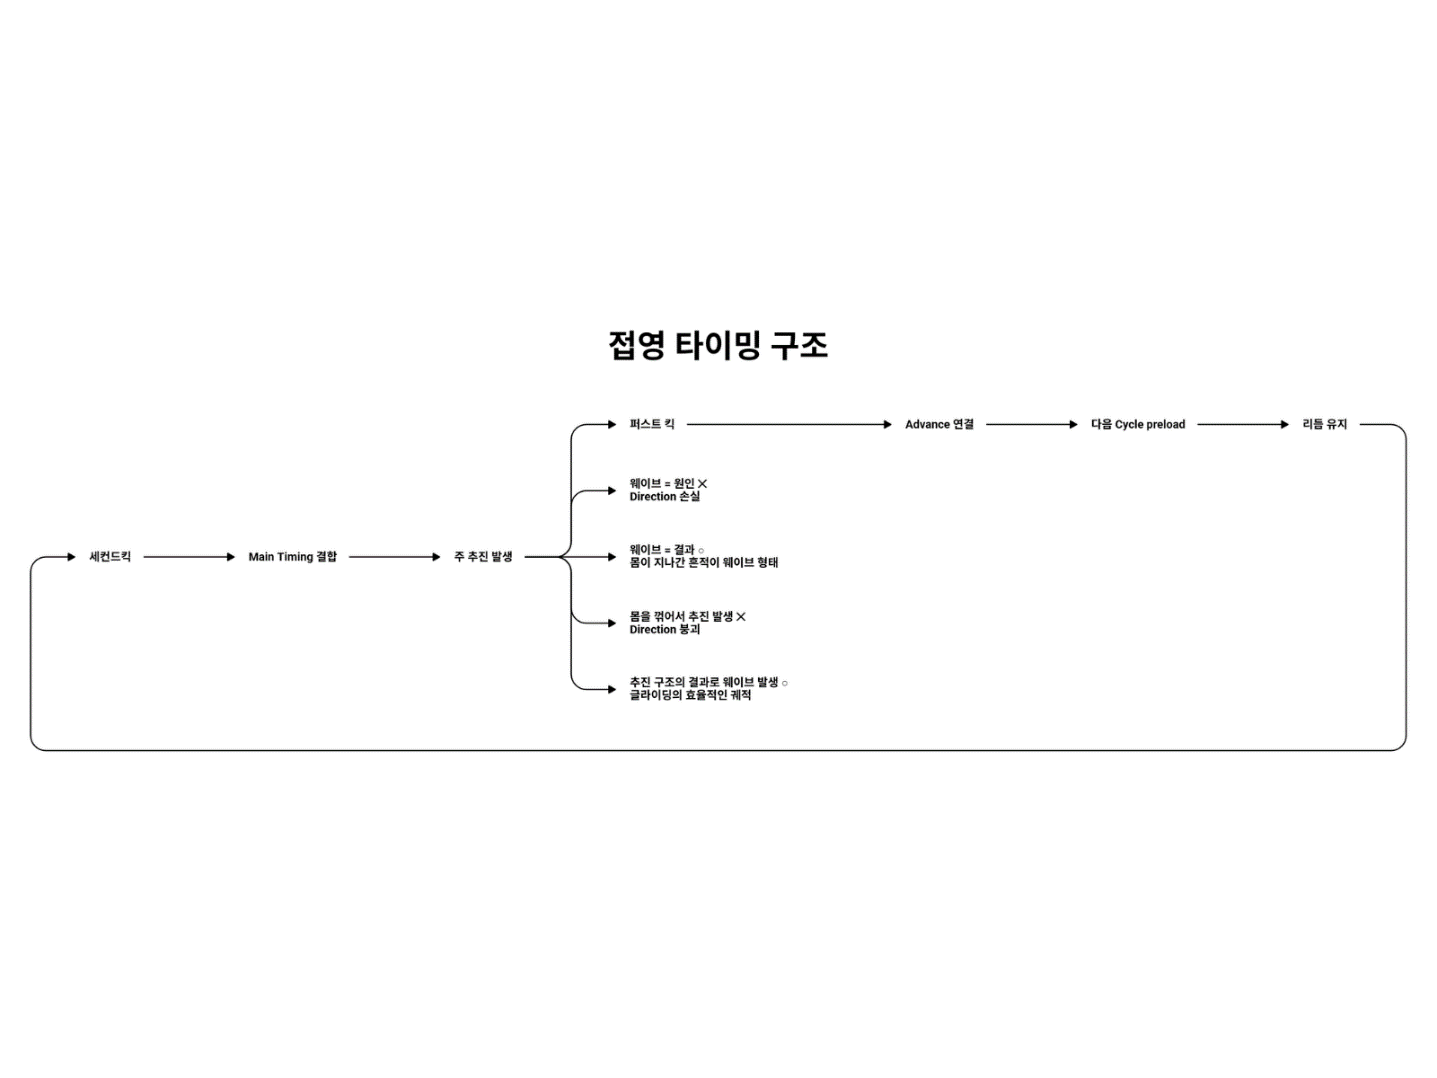 접영 타이밍 구조
퍼스트 킥
Advance 연결
다음 Cycle preload
리듬 유지
웨이브 = 원인 ✕
Direction 손실
세컨드킥
Main Timing 결합
주 추진 발생
웨이브 = 결과 ○
몸이 지나간 흔적이 웨이브 형태
몸을 꺾어서 추진 발생 ✕
Direction 붕괴
추진 구조의 결과로 웨이브 발생 ○
글라이딩의 효율적인 궤적